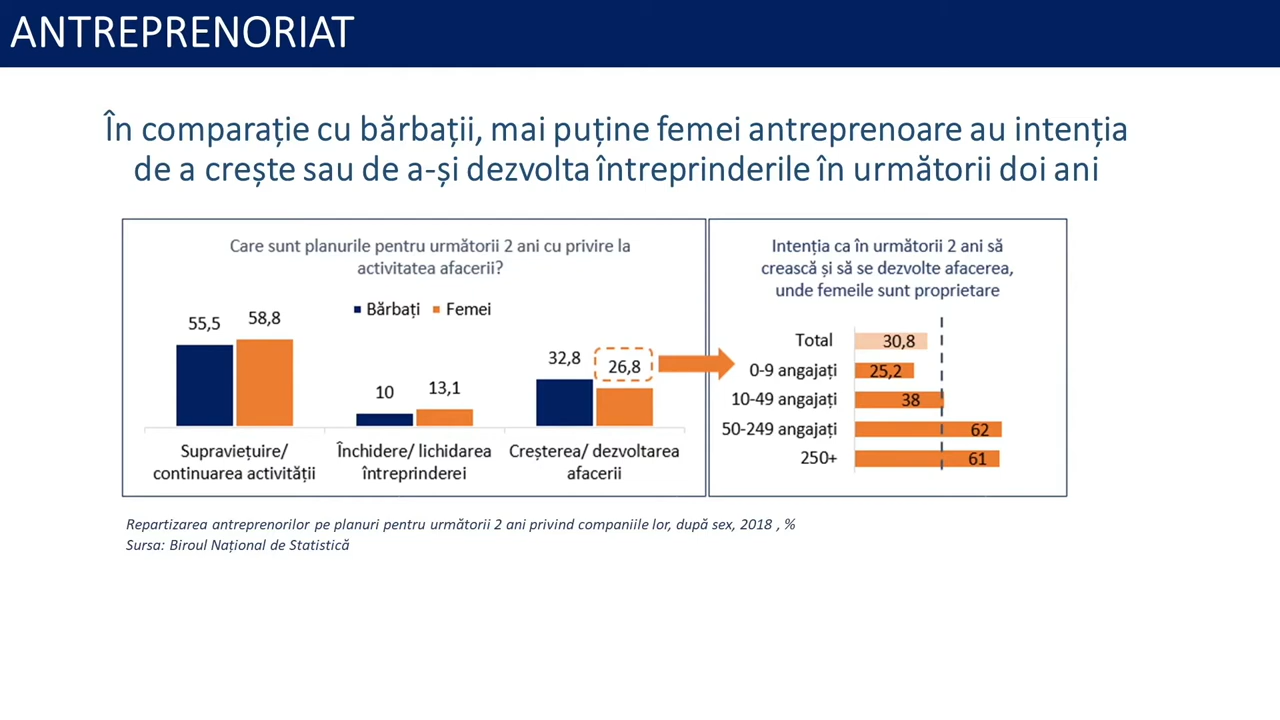 ANTREPRENORIAT
În comparație cu bărbații, mai puține femei antreprenoare au intenția
de a crește sau de a-și dezvolta întreprinderile în următorii doi ani
Care sunt planurile pentru următorii 2 ani cu privire la
activitatea afacerii?
Bărbați Femei
55,5 58,8
10 13,1
32,8 26,8
Supraviețuire/
continuarea activității
Închidere/ lichidarea
întreprinderei
Creșterea/ dezvoltarea
afacerii
Intenția ca în următorii 2 ani să
crească și să se dezvolte afacerea,
unde femeile sunt proprietare
Total 30,8
0-9 angajați 25,2
10-49 angajați 38
50-249 angajați 62
250+ 61
Repartizarea antreprenorilor pe planuri pentru următorii 2 ani privind companiile lor, după sex, 2018 , %
Sursa: Biroul Național de Statistică